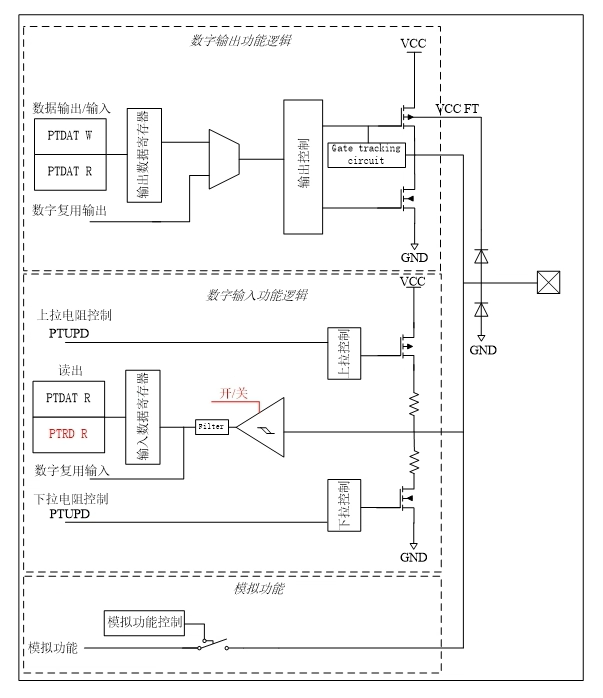 数字输出功能逻辑
VCC
数据输出/输入
PTDAT W
PTDAT R
输出数据寄存器
输出控制
VCC FT
Gate tracking
circuit
数字复用输出
GND
数字输入功能逻辑
VCC
上拉电阻控制
PTUPD
上拉控制
GND
读出
PTDAT R
PTRD R
输入数据寄存器
开/关
Filter
数字复用输入
下拉电阻控制
PTUPD
下拉控制
GND
模拟功能
模拟功能控制
模拟功能